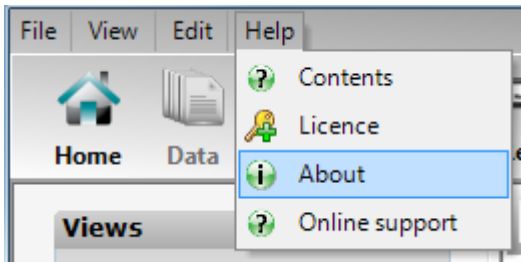 File View Edit Help
Contents
Licence
About
Online support
Home Data
Views